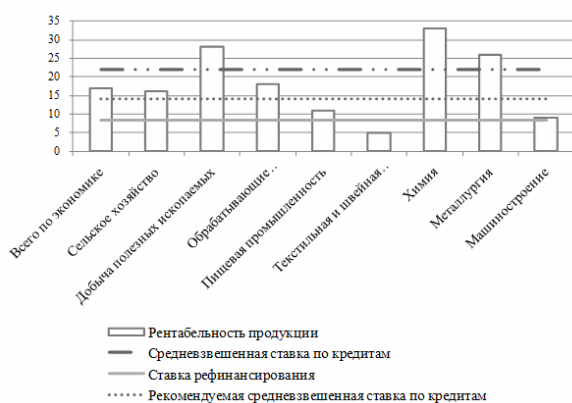 35
30
25
20
15
10
5
0
Всего по экономике
Сельское хозяйство
Добыча полезных ископаемых
Обрабатывающие..
Пищевая промышленность
Текстильная и швейная..
Химия
Металлургия
Машиностроение
Рентабельность продукции
Средневзвешенная ставка по кредитам
Ставка рефинансирования
Рекомендуемая средневзвешенная ставка по кредитам